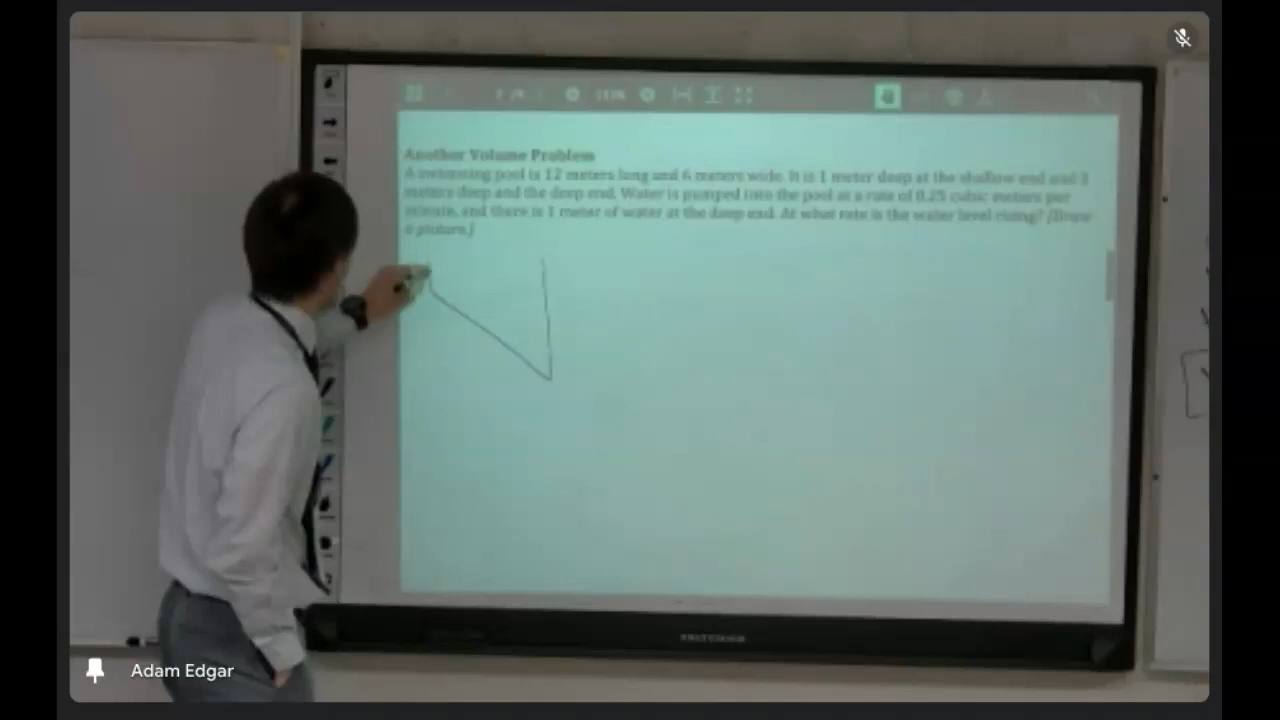 Another Volume Problem
A swimming pool is 12 meters long and 6 meters wide. It is 1 meter deep at the shallow end and 3
meters deep and the deep end. Water is pumped into the pool at a rate of 0.25 cubic meters per
minute, and there is 1 meter of water at the deep end. At what rate is the water level rising? (Draw
a picture.)
Adam Edgar